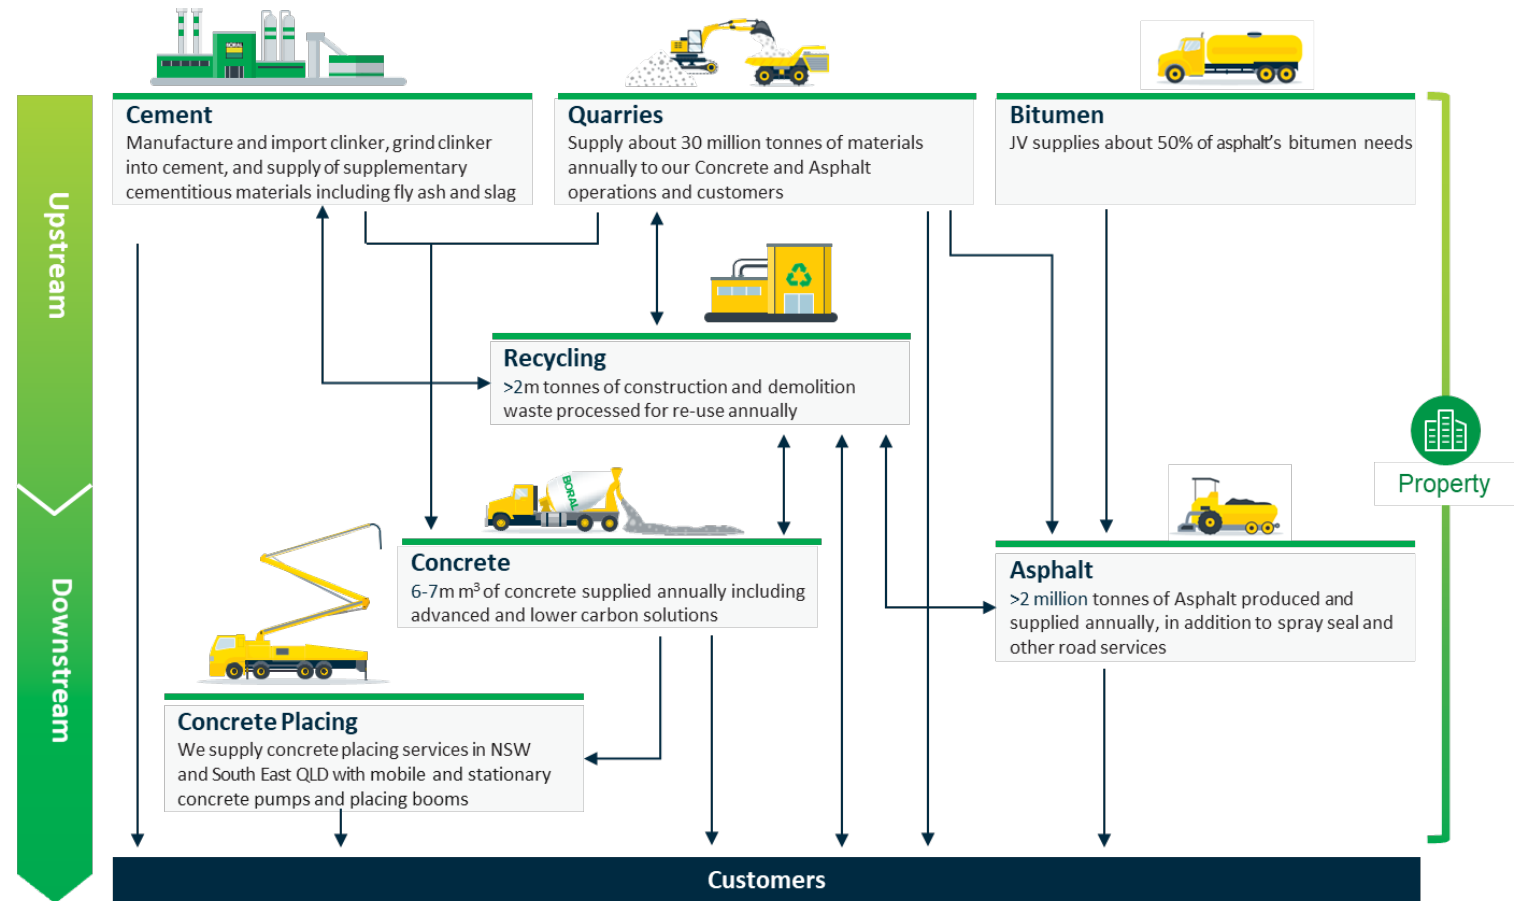 BORAL
Cement
Manufacture and import clinker, grind clinker
into cement, and supply of supplementary
cementitious materials including fly ash and slag
Quarries
Supply about 30 million tonnes of materials
annually to our Concrete and Asphalt
operations and customers
Bitumen
JV supplies about 50% of asphalt's bitumen needs
Upstream
Recycling
>2m tonnes of construction and demolition
waste processed for re-use annually
Property
BORAL
Concrete
6-7m m³ of concrete supplied annually including
advanced and lower carbon solutions
Asphalt
>2 million tonnes of Asphalt produced and
supplied annually, in addition to spray seal and
other road services
Downstream
Concrete Placing
We supply concrete placing services in NSW
and South East QLD with mobile and stationary
concrete pumps and placing booms
Customers